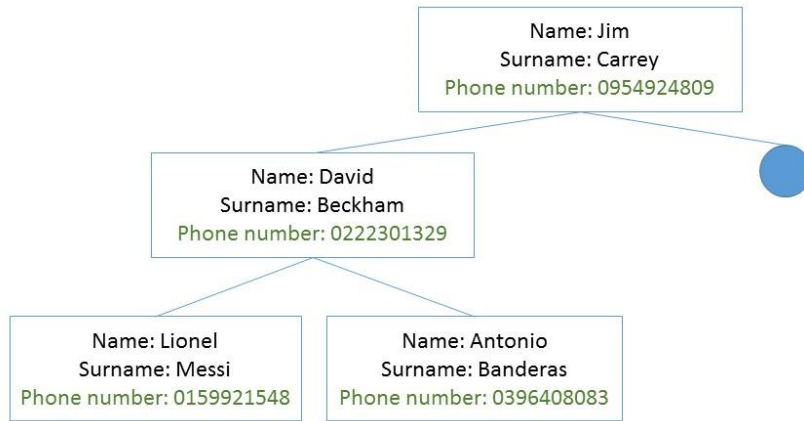 Name: Jim
Surname: Carrey
Phone number: 0954924809
Name: David
Surname: Beckham
Phone number: 0222301329
Name: Lionel
Surname: Messi
Phone number: 0159921548
Name: Antonio
Surname: Banderas
Phone number: 0396408083